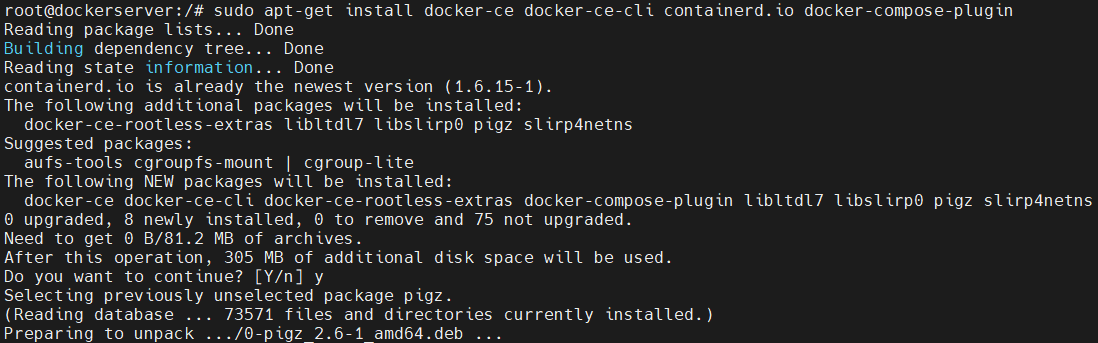 root@dockerserver:/# sudo apt-get install docker-ce docker-ce-cli containerd.io docker-compose-plugin
Reading package lists... Done
Building dependency tree... Done
Reading state information... Done
containerd.io is already the newest version (1.6.15-1).
The following additional packages will be installed:
  docker-ce-rootless-extras libltdl7 libslirp0 pigz slirp4netns
Suggested packages:
  aufs-tools cgroupfs-mount | cgroup-lite
The following NEW packages will be installed:
  docker-ce docker-ce-cli docker-ce-rootless-extras docker-compose-plugin libltdl7 libslirp0 pigz slirp4netns
0 upgraded, 8 newly installed, 0 to remove and 75 not upgraded.
Need to get 0 B/81.2 MB of archives.
After this operation, 305 MB of additional disk space will be used.
Do you want to continue? [Y/n] y
Selecting previously unselected package pigz.
(Reading database ... 73571 files and directories currently installed.)
Preparing to unpack .../0-pigz_2.6-1_amd64.deb ...